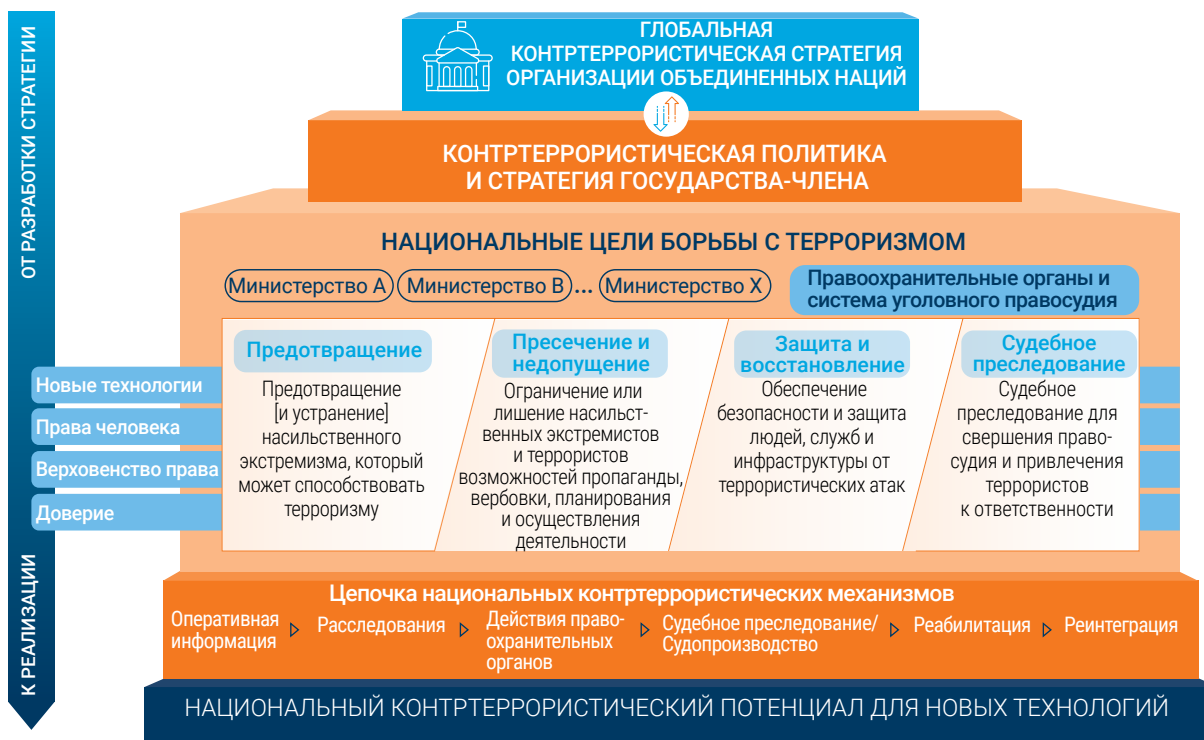 ОТ РАЗРАБОТКИ СТРАТЕГИИ
К РЕАЛИЗАЦИИ
ГЛОБАЛЬНАЯ
КОНТРТЕРРОРИСТИЧЕСКАЯ СТРАТЕГИЯ
ОРГАНИЗАЦИИ ОБЪЕДИНЕННЫХ НАЦИЙ
КОНТРТЕРРОРИСТИЧЕСКАЯ ПОЛИТИКА
И СТРАТЕГИЯ ГОСУДАРСТВА-ЧЛЕНА
НАЦИОНАЛЬНЫЕ ЦЕЛИ БОРЬБЫ С ТЕРРОРИЗМОМ
Министерство A
Министерство B
...
Министерство X
Правоохранительные органы и
система уголовного правосудия
Новые технологии
Права человека
Верховенство права
Доверие
Предотвращение
Предотвращение
[и устранение]
насильственного
экстремизма, который
может способствовать
терроризму
Пресечение и
недопущение
Ограничение или
лишение насильст-
венных экстремистов
и террористов
возможностей пропаганды,
вербовки, планирования
и осуществления
деятельности
Защита и
восстановление
Обеспечение
безопасности и защита
людей, служб и
инфраструктуры от
террористических атак
Судебное
преследование
Судебное
преследование для
свершения право-
судия и привлечения
террористов
к ответственности
Цепочка национальных контртеррористических механизмов
Оперативная
информация
Расследования
Действия право-
охранительных
органов
Судебное преследование/
Судопроизводство
Реабилитация
Реинтеграция
НАЦИОНАЛЬНЫЙ КОНТРТЕРРОРИСТИЧЕСКИЙ ПОТЕНЦИАЛ ДЛЯ НОВЫХ ТЕХНОЛОГИЙ